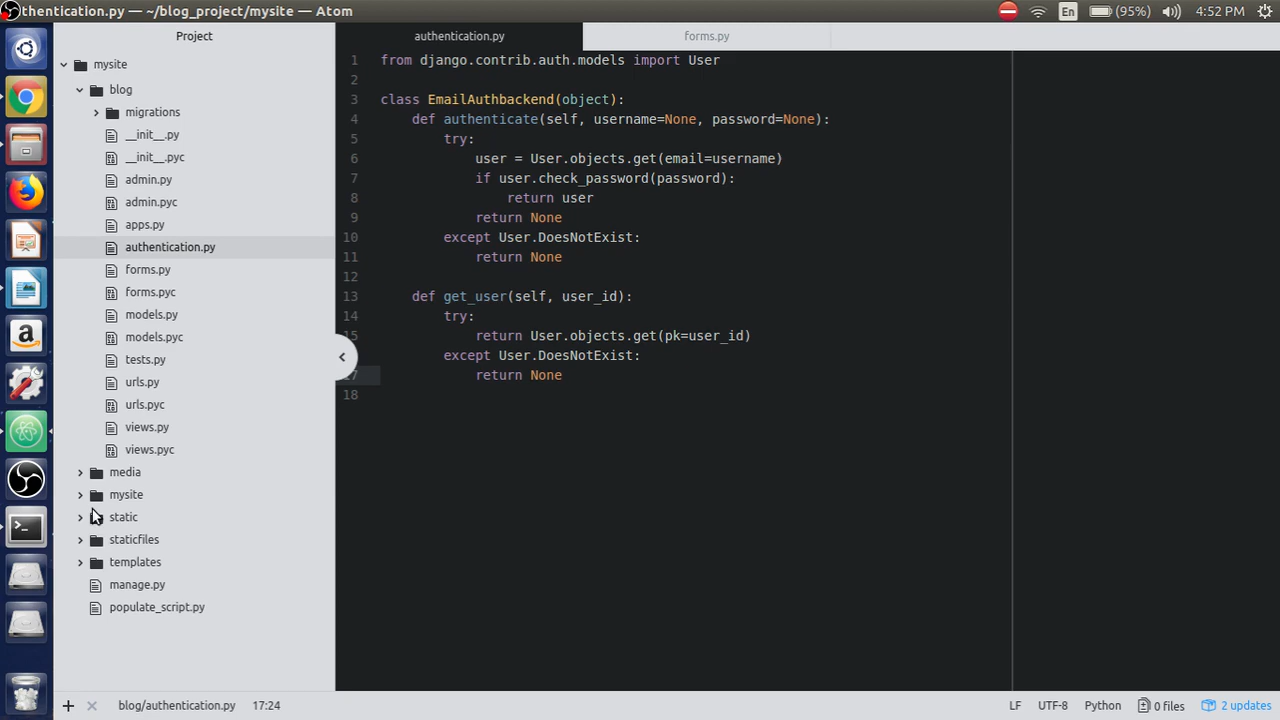 thentication.py — ~/blog_project/mysite — Atom
En
(95%)
4:52 PM
Project
mysite
blog
migrations
__init__.py
__init__.pyc
admin.py
admin.pyc
apps.py
authentication.py
forms.py
forms.pyc
models.py
models.pyc
tests.py
urls.py
urls.pyc
views.py
views.pyc
media
mysite
static
staticfiles
templates
manage.py
populate_script.py
authentication.py
forms.py
1 from django.contrib.auth.models import User
2
3 class EmailAuthbackend(object):
4 def authenticate(self, username=None, password=None):
5 try:
6 user = User.objects.get(email=username)
7 if user.check_password(password):
8 return user
9 return None
10 except User.DoesNotExist:
11 return None
12
13 def get_user(self, user_id):
14 try:
15 return User.objects.get(pk=user_id)
16 except User.DoesNotExist:
7 return None
18
blog/authentication.py 17:24
LF UTF-8 Python 0 files 2 updates